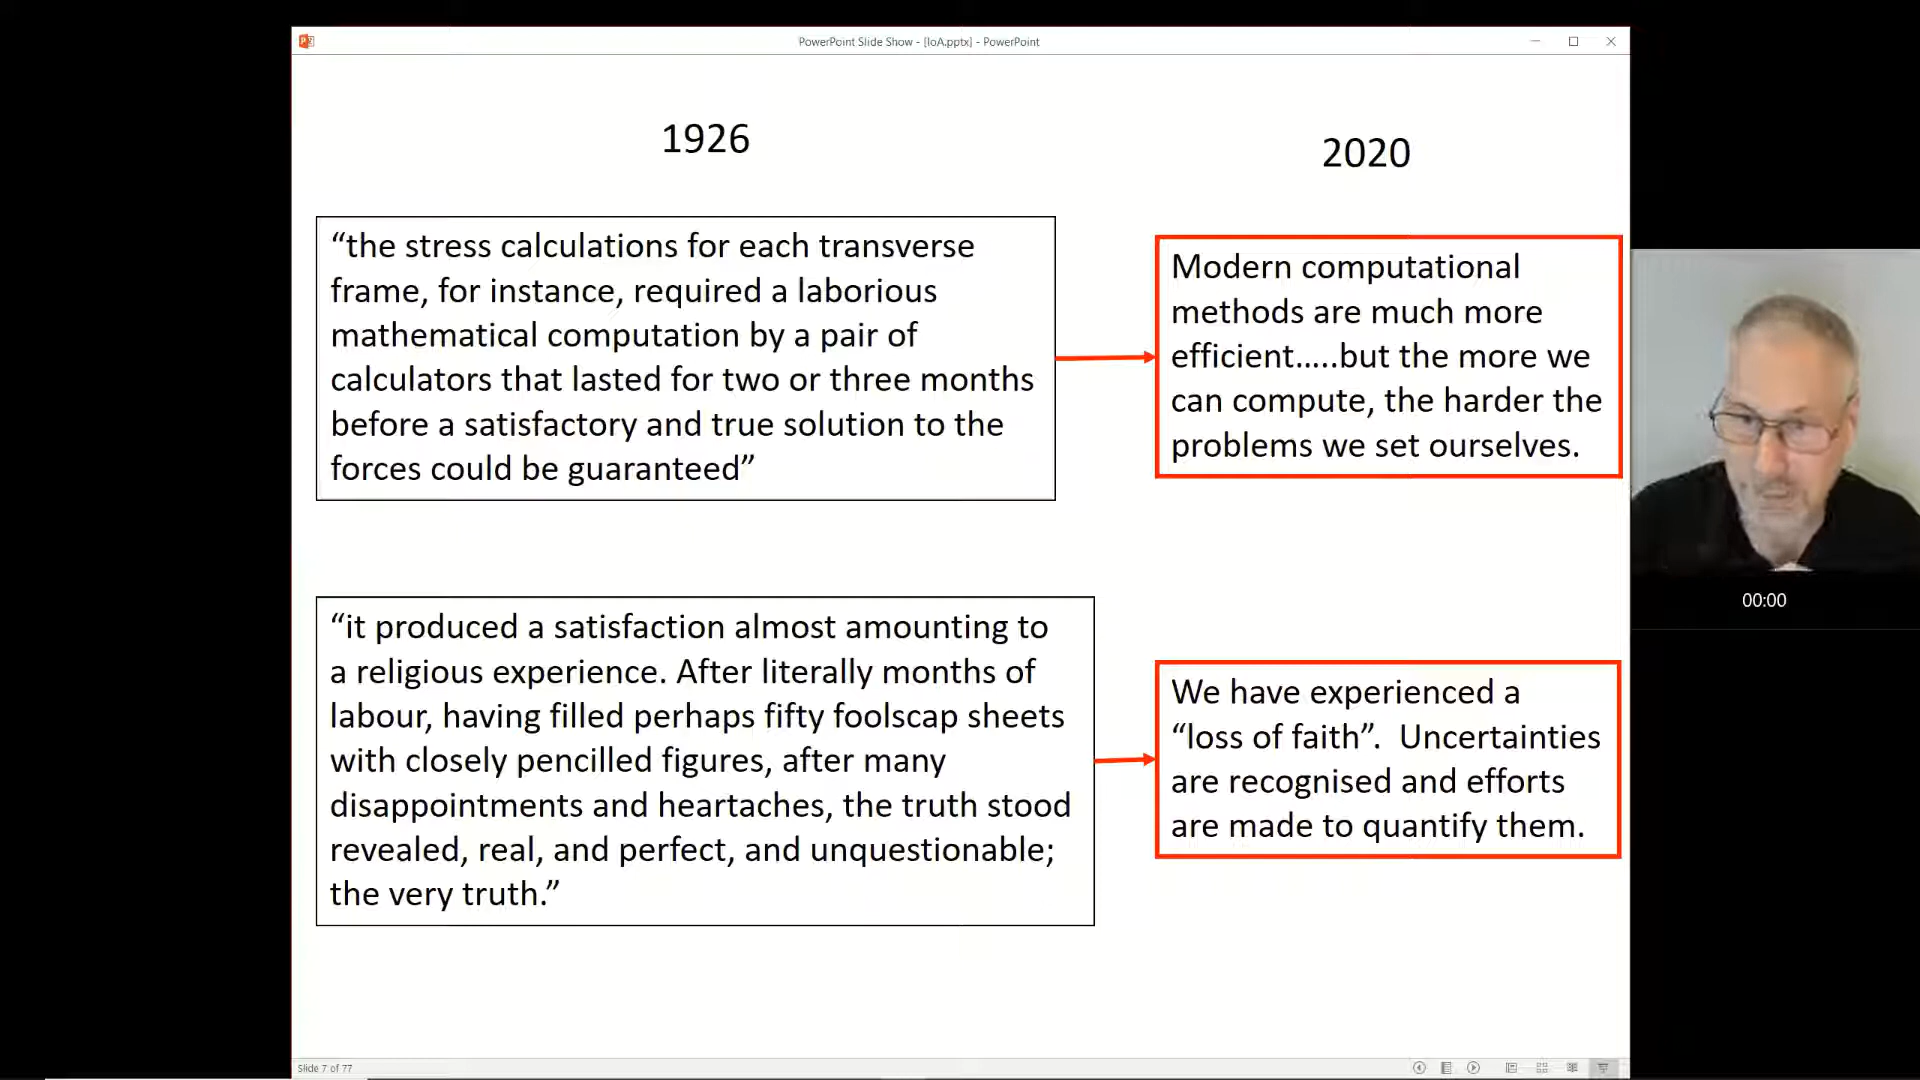 PowerPoint Slide Show - [IoA.pptx] - PowerPoint
1926
2020
“the stress calculations for each transverse
frame, for instance, required a laborious
mathematical computation by a pair of
calculators that lasted for two or three months
before a satisfactory and true solution to the
forces could be guaranteed”
Modern computational
methods are much more
efficient.....but the more we
can compute, the harder the
problems we set ourselves.
“it produced a satisfaction almost amounting to
a religious experience. After literally months of
labour, having filled perhaps fifty foolscap sheets
with closely pencilled figures, after many
disappointments and heartaches, the truth stood
revealed, real, and perfect, and unquestionable;
the very truth.”
We have experienced a
“loss of faith”. Uncertainties
are recognised and efforts
are made to quantify them.
00:00
Slide 7 of 77